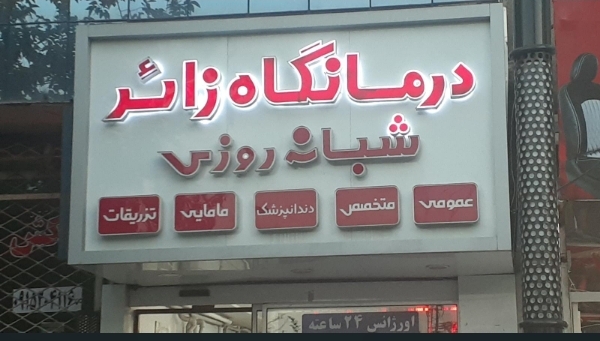 درمانگاه زائر
شبانه روزی
عمومی
متخصص
دندانپزشک
مامایی
تزریقات
اورژانس ۲۴ ساعته